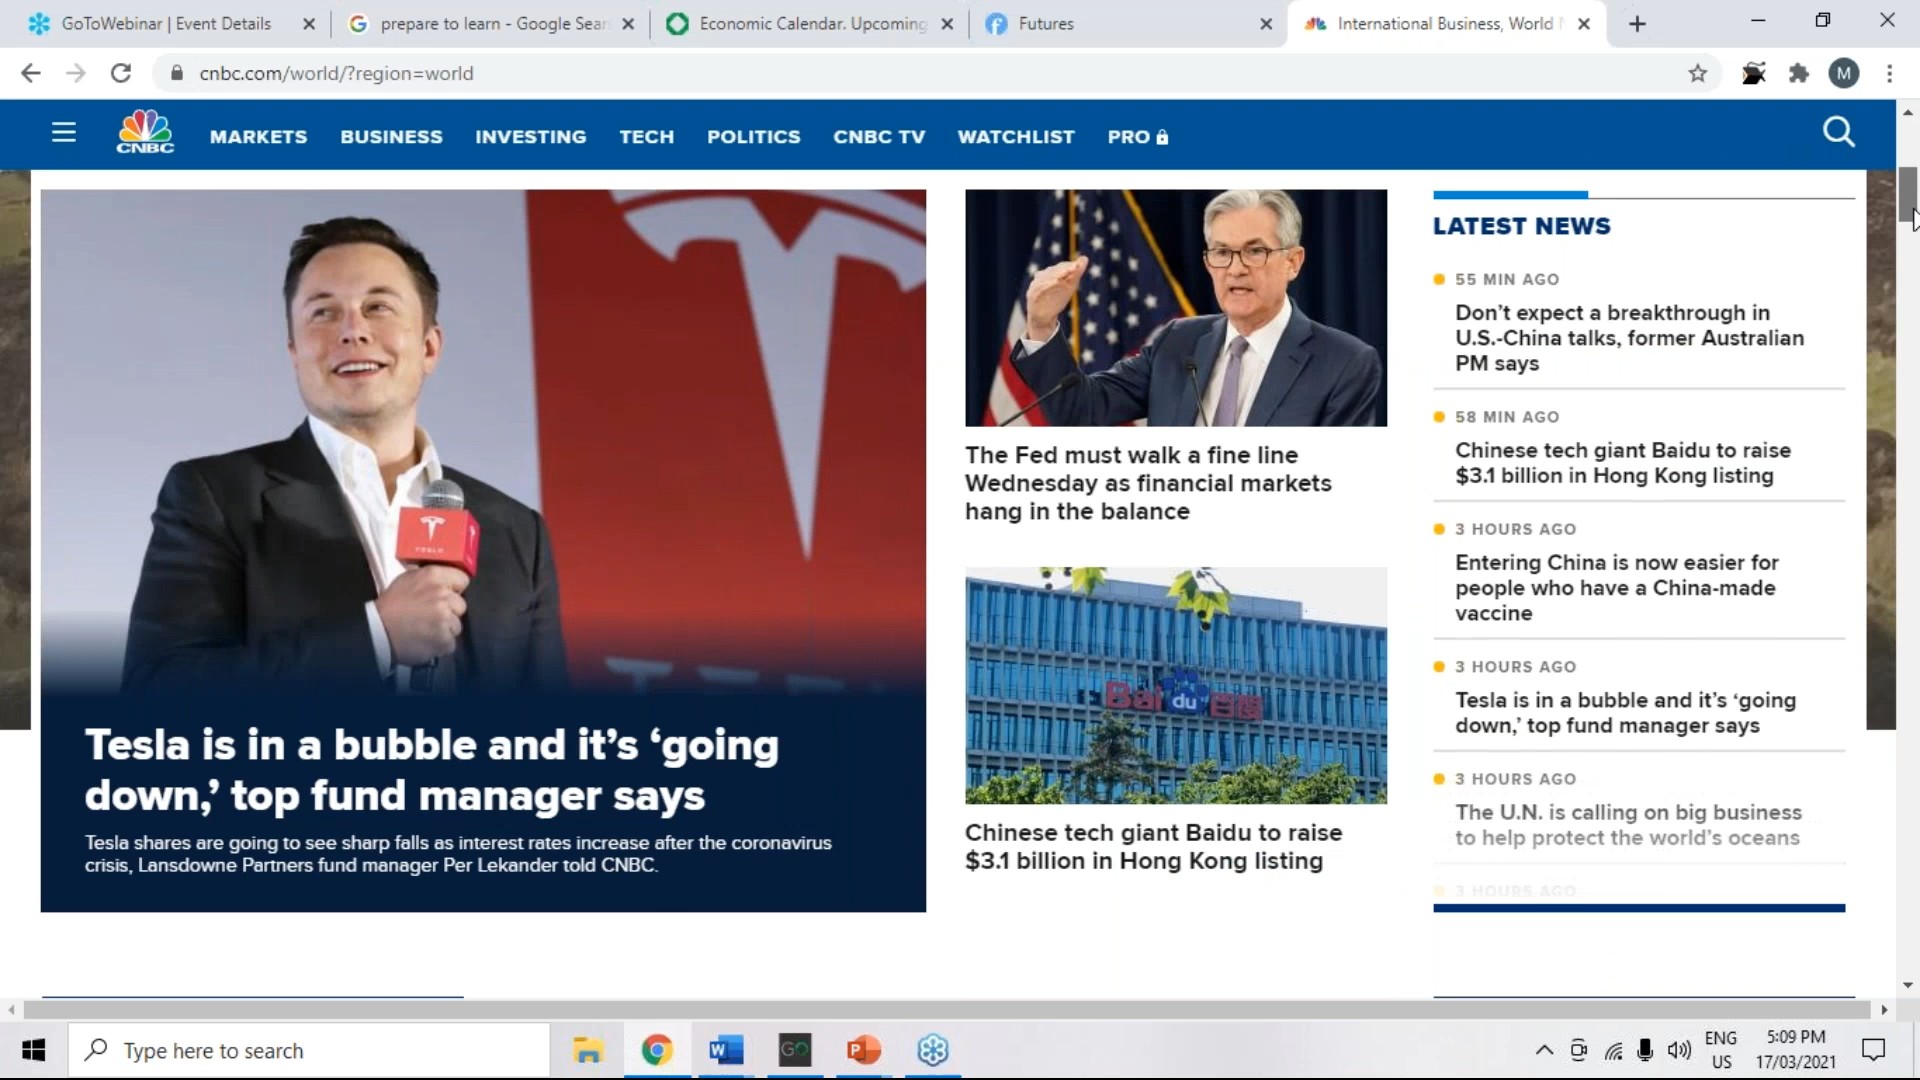 GoToWebinar | Event Details
prepare to learn - Google Sear
Economic Calendar. Upcoming
Futures
International Business, World N
cnbc.com/world/?region=world
M
CNBC
MARKETS
BUSINESS
INVESTING
TECH
POLITICS
CNBC TV
WATCHLIST
PRO
TESLA
Tesla is in a bubble and it's ‘going
down,’ top fund manager says
Tesla shares are going to see sharp falls as interest rates increase after the coronavirus
crisis, Lansdowne Partners fund manager Per Lekander told CNBC.
The Fed must walk a fine line
Wednesday as financial markets
hang in the balance
Bai du 百度
Chinese tech giant Baidu to raise
$3.1 billion in Hong Kong listing
LATEST NEWS
55 MIN AGO
Don’t expect a breakthrough in
U.S.-China talks, former Australian
PM says
58 MIN AGO
Chinese tech giant Baidu to raise
$3.1 billion in Hong Kong listing
3 HOURS AGO
Entering China is now easier for
people who have a China-made
vaccine
3 HOURS AGO
Tesla is in a bubble and it’s ‘going
down,’ top fund manager says
3 HOURS AGO
The U.N. is calling on big business
to help protect the world’s oceans
3 HOURS AGO
Type here to search
W
GO
P
ENG
US
5:09 PM
17/03/2021